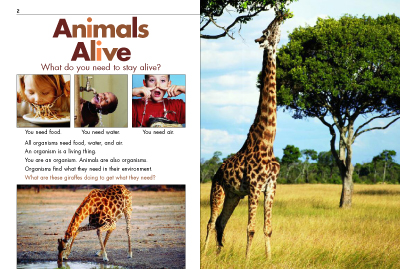 2
Animals
Alive
What do you need to stay alive?
You need food.
You need water.
You need air.
All organisms need food, water, and air.
An organism is a living thing.
You are an organism. Animals are also organisms.
Organisms find what they need in their environment.
What are these giraffes doing to get what they need?